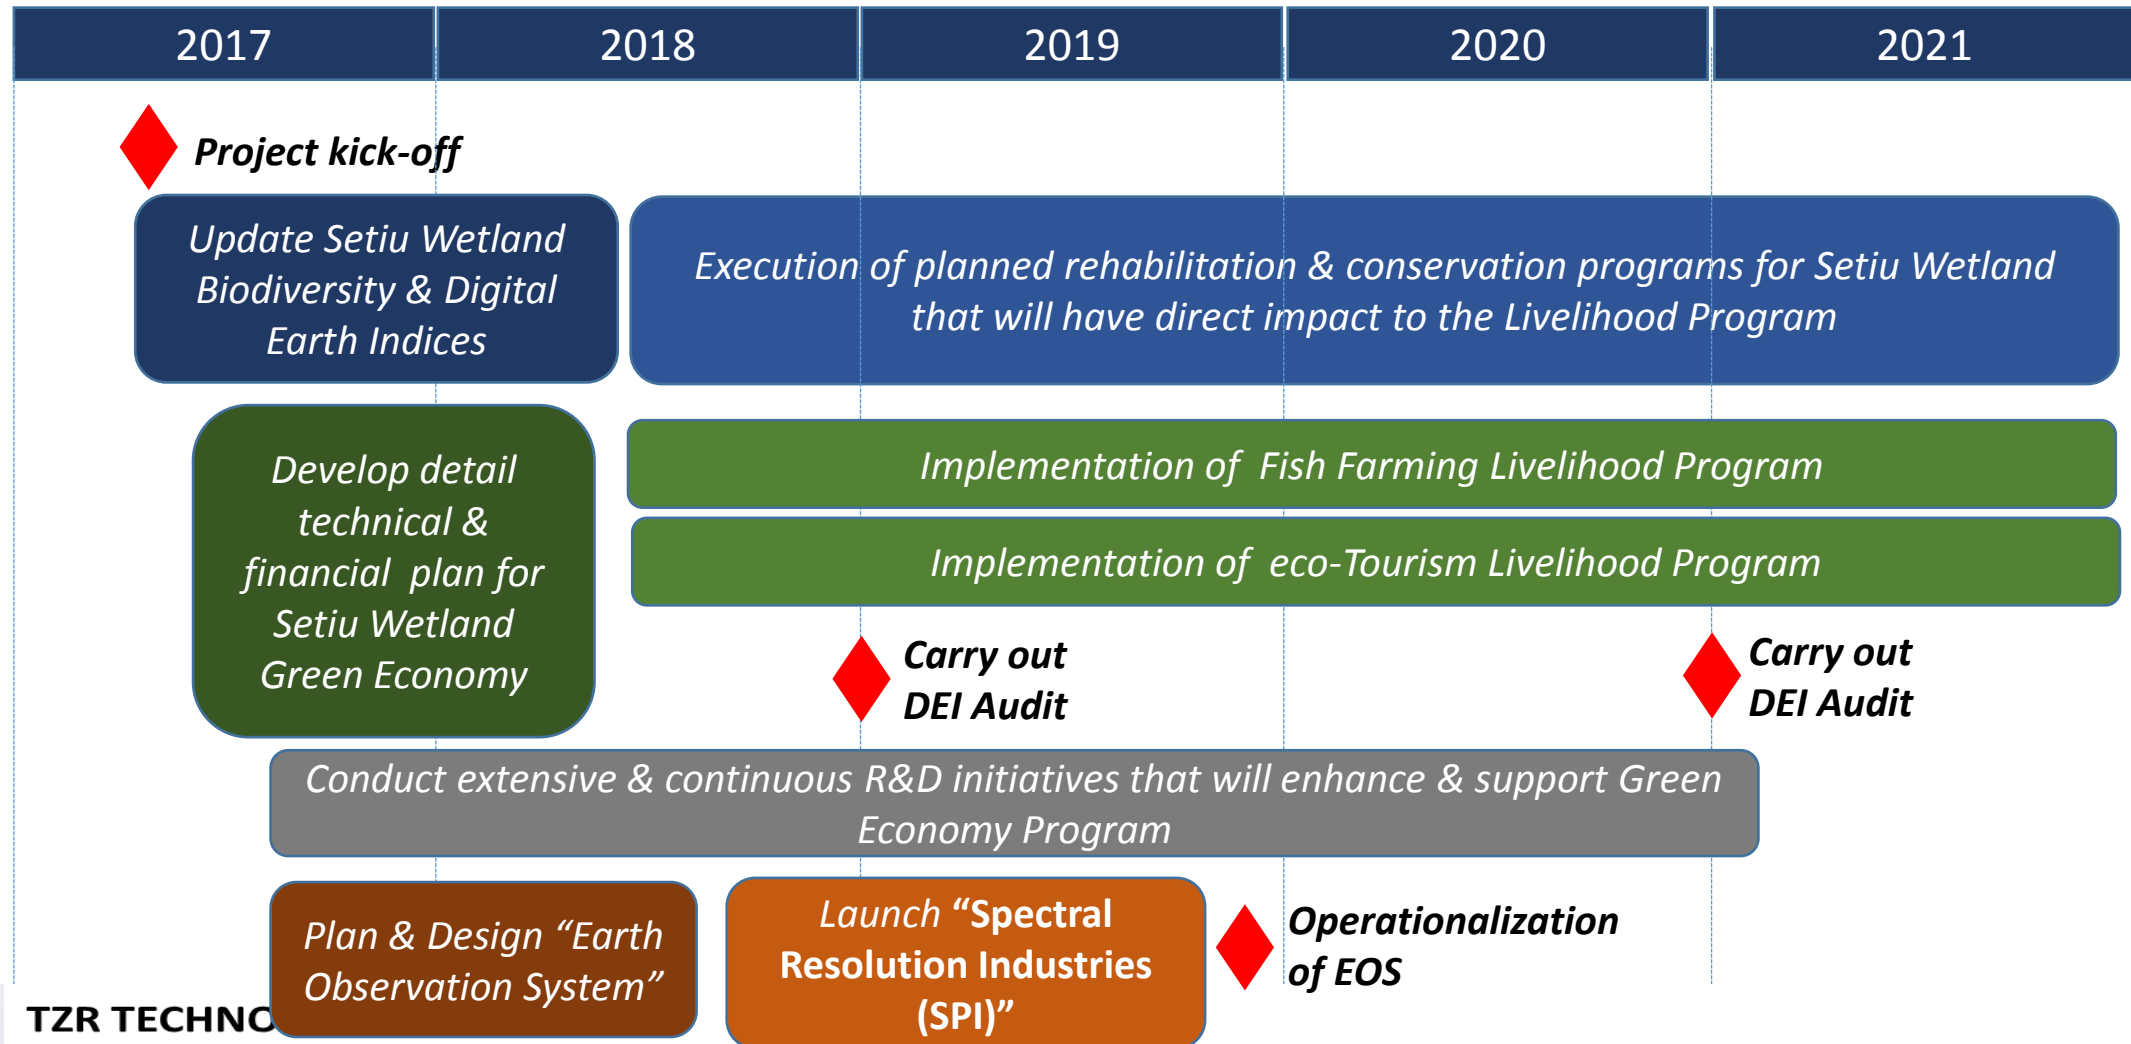 2017
2018
2019
2020
2021
Project kick-off
Update Setiu Wetland
Biodiversity & Digital
Earth Indices
Execution of planned rehabilitation & conservation programs for Setiu Wetland
that will have direct impact to the Livelihood Program
Develop detail
technical &
financial plan for
Setiu Wetland
Green Economy
Implementation of Fish Farming Livelihood Program
Implementation of eco-Tourism Livelihood Program
Carry out
DEI Audit
Carry out
DEI Audit
Conduct extensive & continuous R&D initiatives that will enhance & support Green
Economy Program
Plan & Design “Earth
Observation System”
Launch “Spectral
Resolution Industries
(SPI)”
Operationalization
of EOS
TZR TECHNO